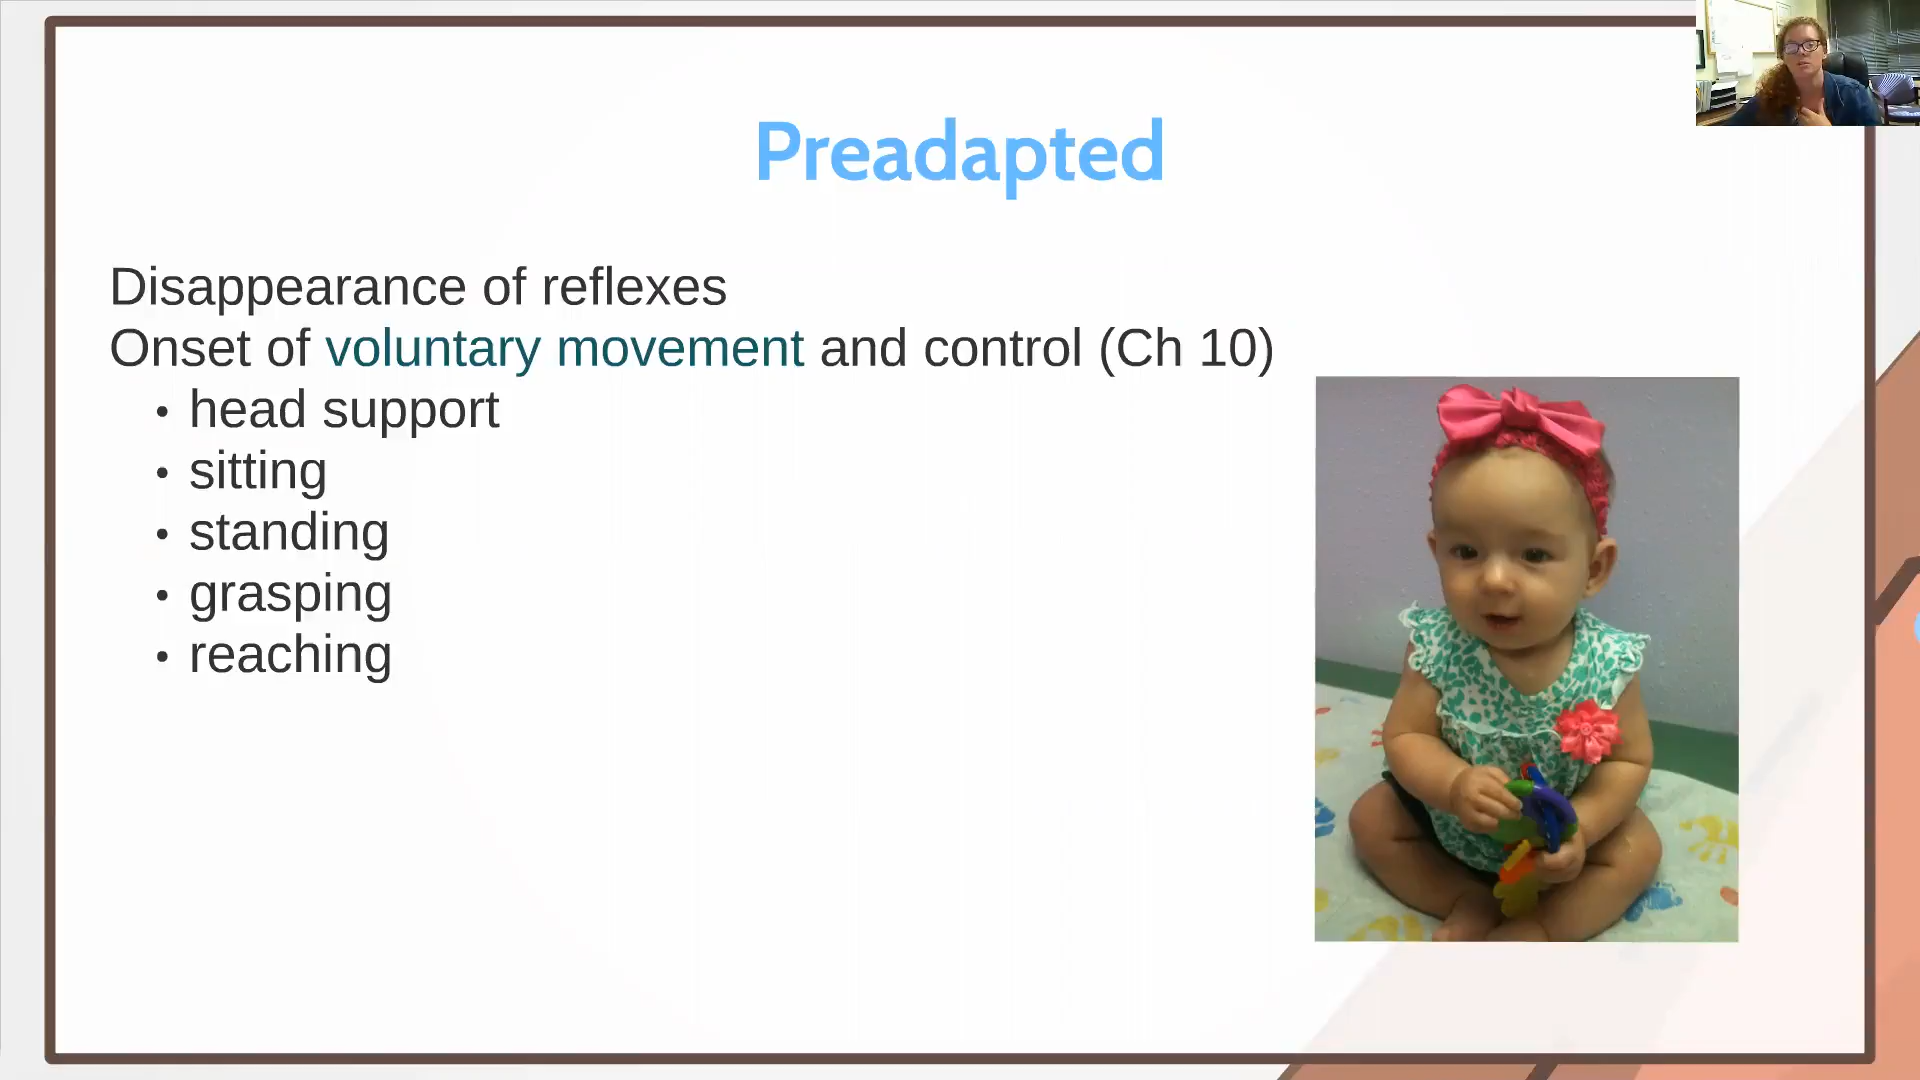 Preadapted
Disappearance of reflexes
Onset of voluntary movement and control (Ch 10)
• head support
• sitting
• standing
• grasping
• reaching